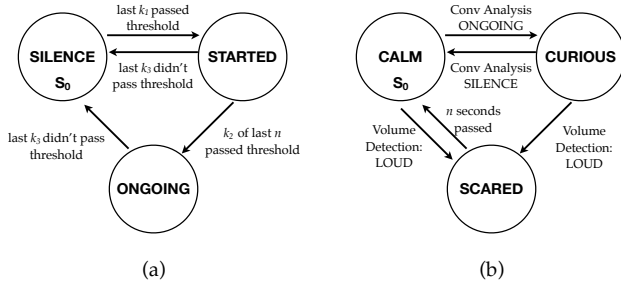 last k₁ passed
threshold
SILENCE
S₀
STARTED
last k₃ didn't
pass threshold
last k₃ didn't pass
threshold
k₂ of last n
passed threshold
ONGOING
(a)
Conv Analysis
ONGOING
CALM
S₀
CURIOUS
Conv Analysis
SILENCE
n seconds
passed
Volume
Detection:
LOUD
Volume
Detection:
LOUD
SCARED
(b)